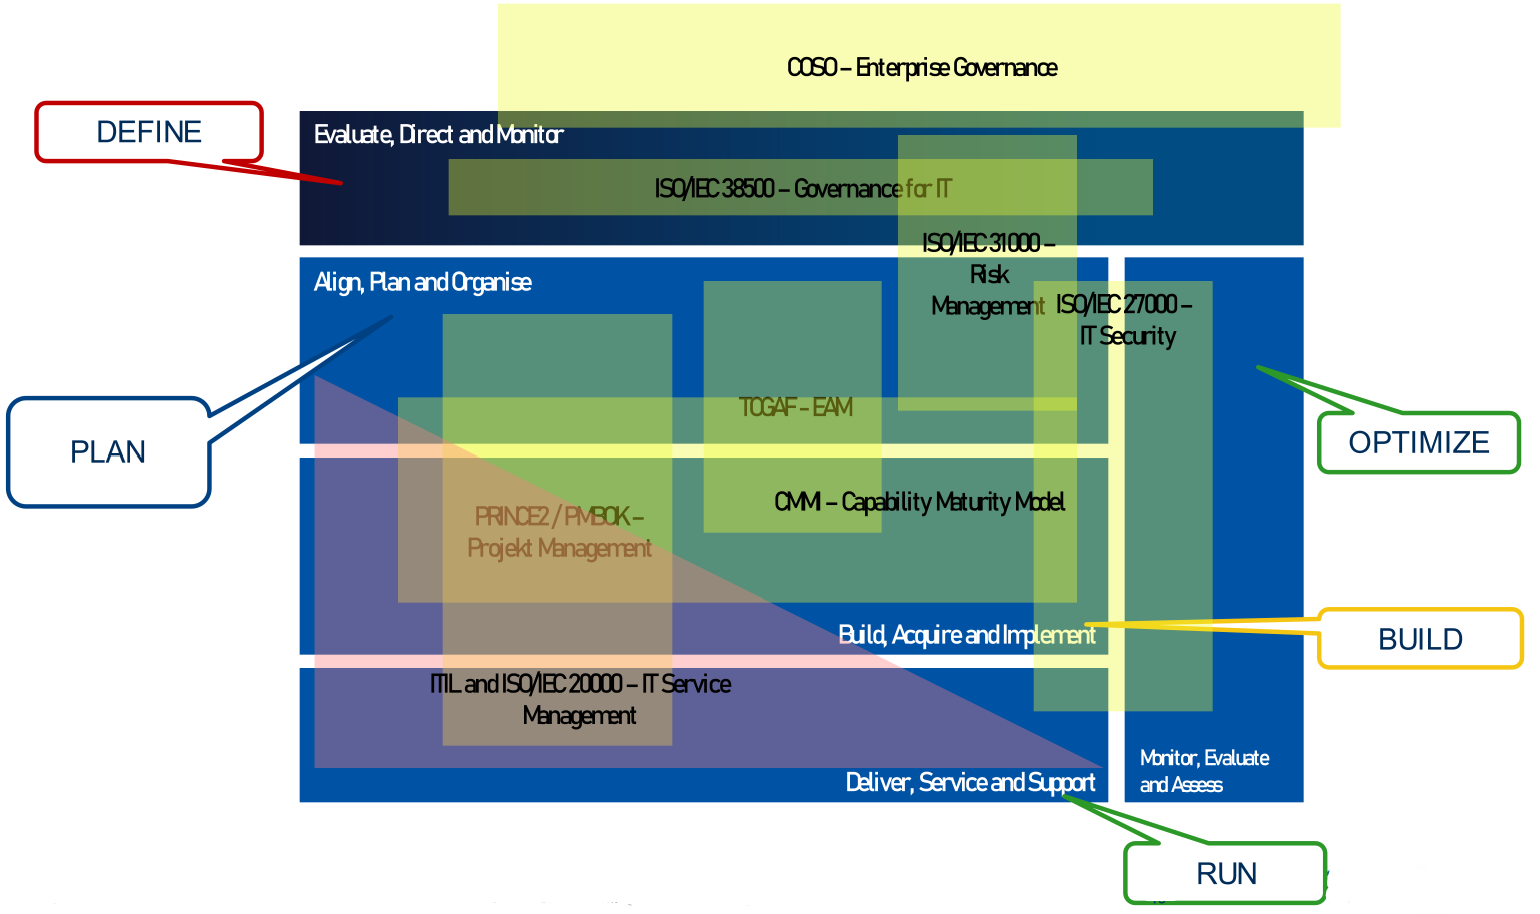 COSO – Enterprise Governance
DEFINE
Evaluate, Direct and Monitor
ISO/IEC 38500 – Governance for IT
ISO/IEC 31000 –
Risk
Management
Align, Plan and Organise
ISO/IEC 27000 –
IT Security
TOGAF - EAM
PLAN
OPTIMIZE
CMMI – Capability Maturity Model
PRINCE2 / PMBOK –
Projekt Management
Build, Acquire and Implement
BUILD
ITIL and ISO/IEC 20000 – IT Service
Management
Monitor, Evaluate
and Assess
Deliver, Service and Support
RUN